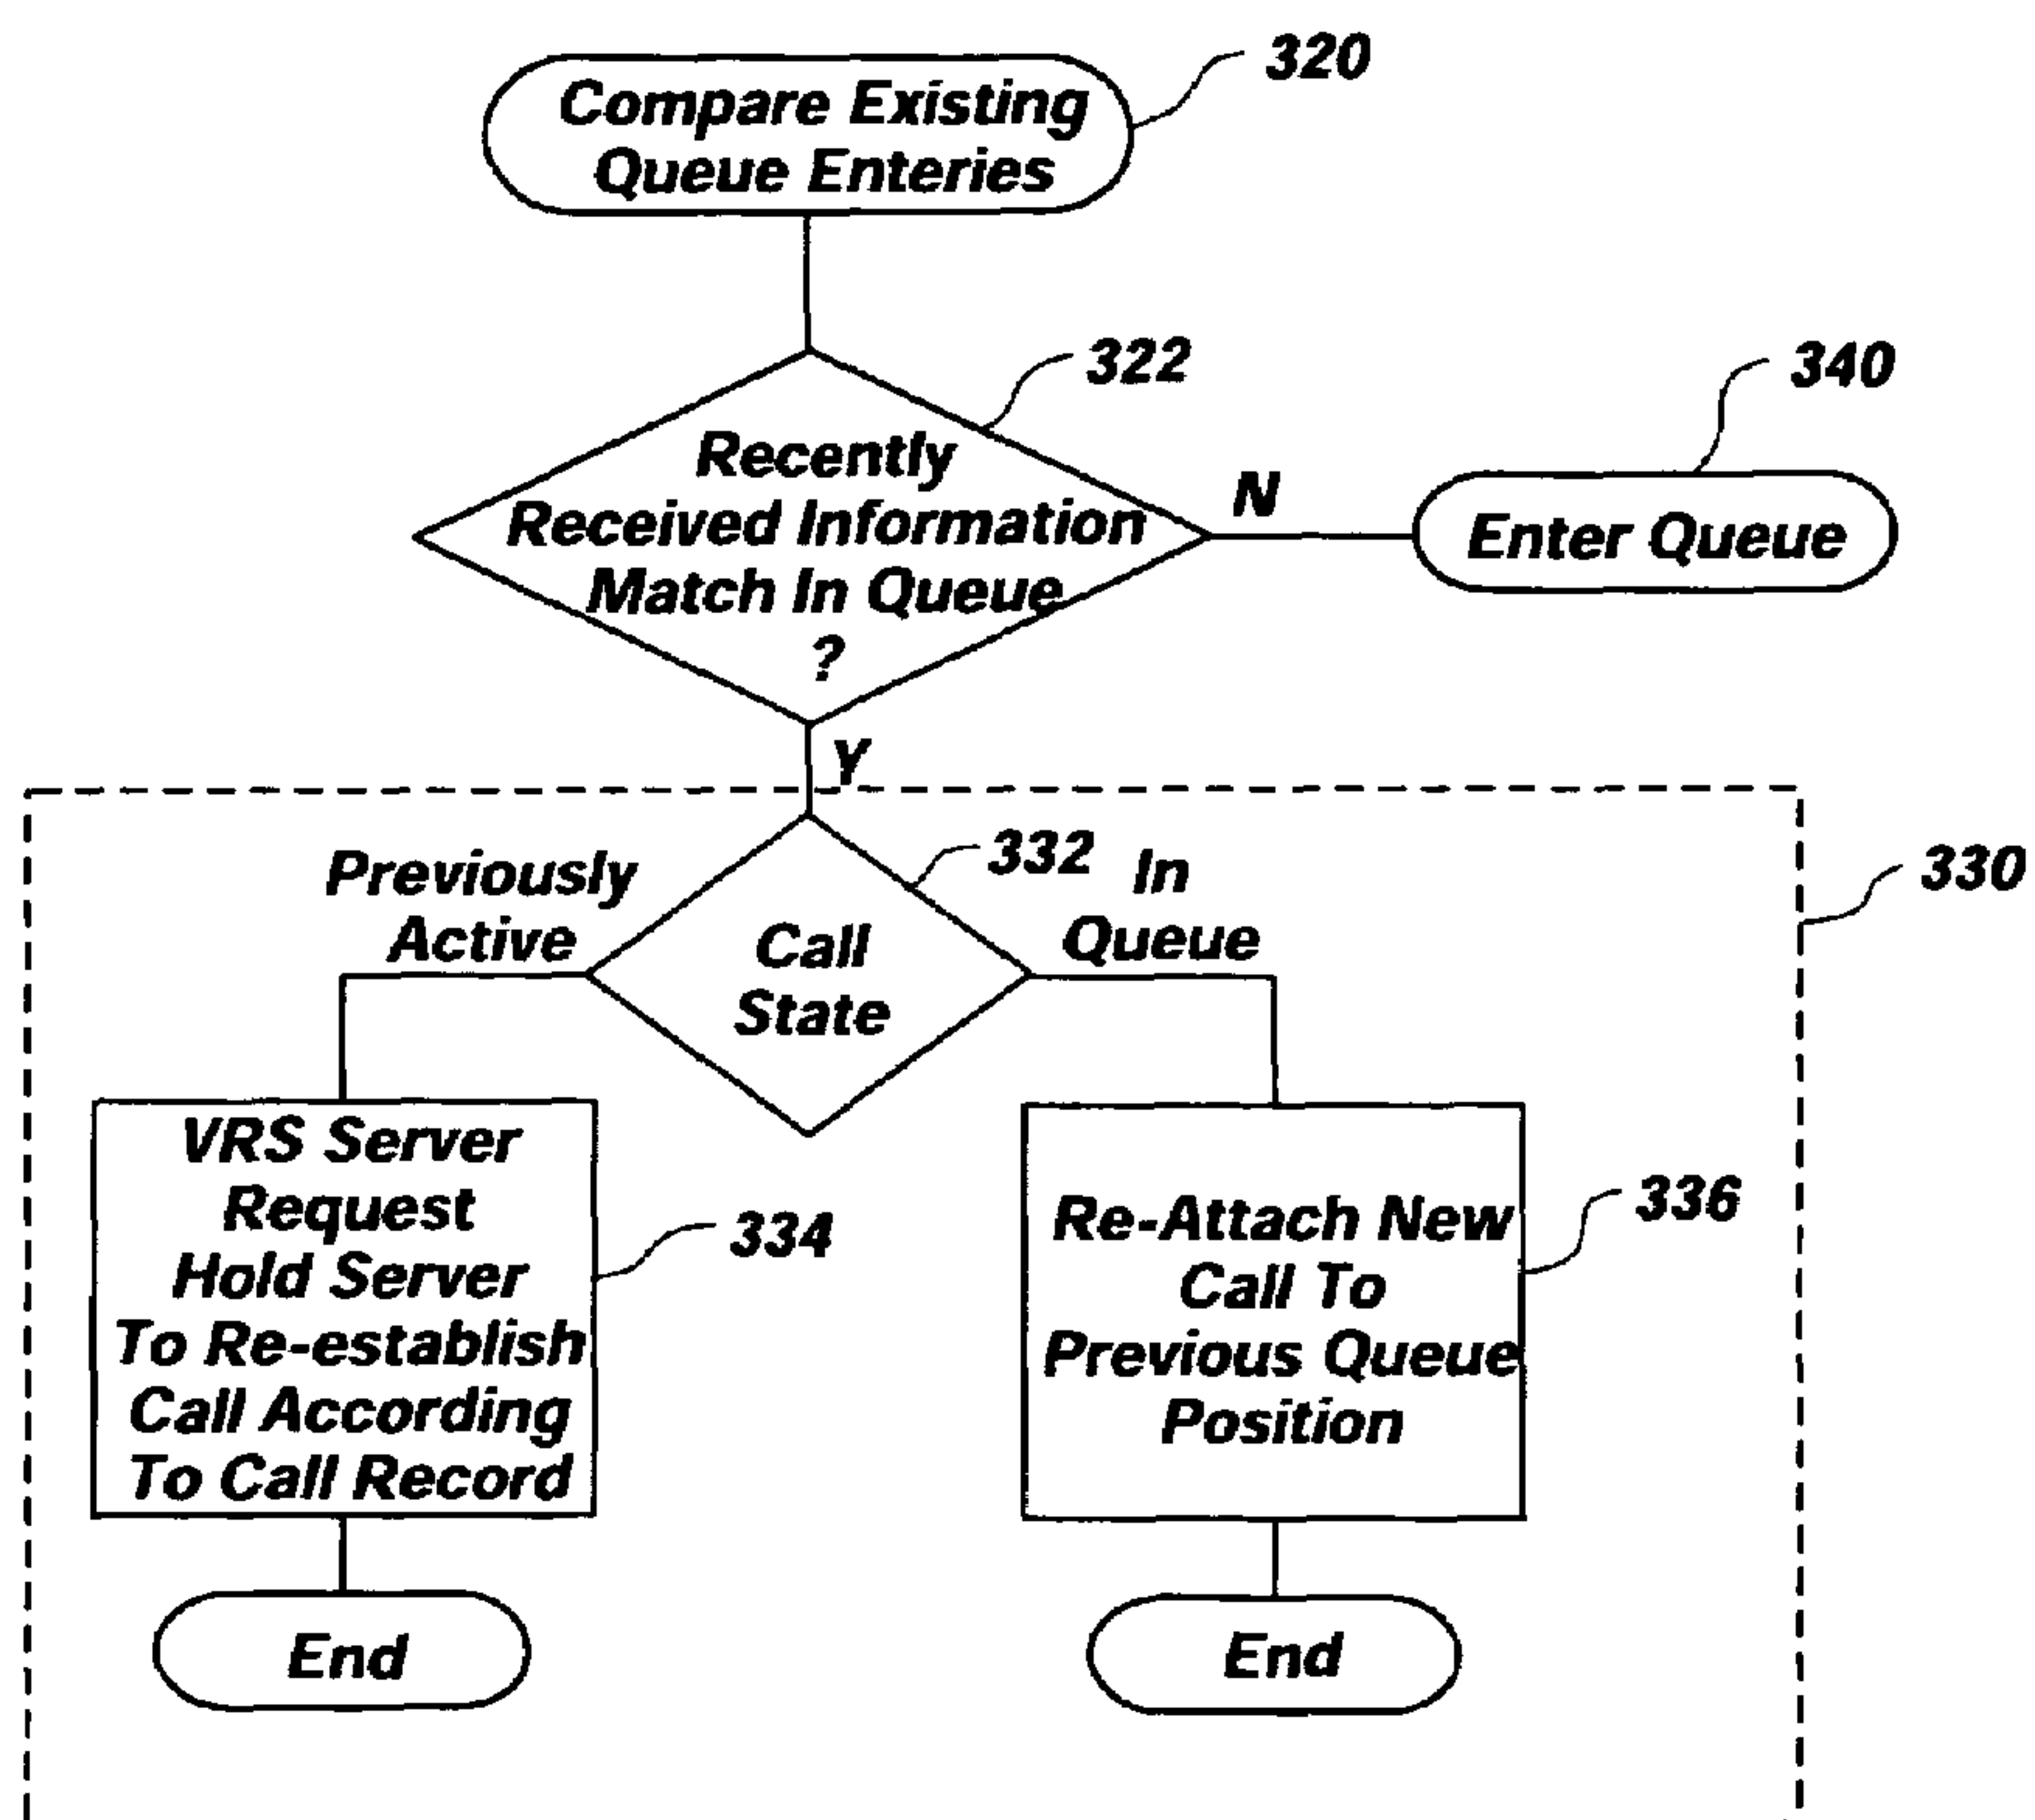 320
Compare Existing
Queue Enteries
322
Recently
Received Information
Match In Queue
?
N
340
Enter Queue
Y
330
Previously
Active
332
In
Queue
Call
State
VRS Server
Request
Hold Server
To Re-establish
Call According
To Call Record
334
Re-Attach New
Call To
Previous Queue
Position
336
End
End